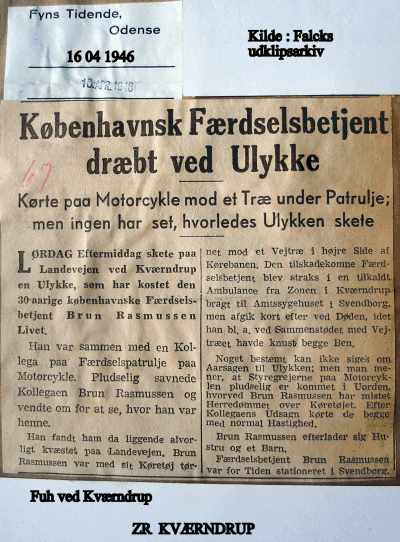 Fyns Tidende,
Odense
16 04 1946
Kilde : Falcks
udklipsarkiv
Københavnsk Færdselsbetjent
dræbt ved Ulykke
67
Kørte paa Motorcykle mod et Træ under Patrulje;
men ingen har set, hvorledes Ulykken skete
LØRDAG Eftermiddag skete paa
Landevejen ved Kværndrup
en Ulykke, som har kostet den
30-aarige københavnske Færdsels-
betjent Brun Rasmussen
Livet.
Han var sammen med en Kol-
lega paa Færdselspatrulje paa
Motorcykle. Pludselig savnede
Kollegaen Brun Rasmussen og
vendte om for at se, hvor han var
henne.
Han fandt ham da liggende alvor-
ligt kvæstet paa Landevejen. Brun
Rasmussen var med sit Køretøj tør-
net mod et Vejtræ i højre Side af
Kørebanen. Den tilskadekomne Færd-
selsbetjent blev straks i en tilkaldt
Ambulance fra Zonen i Kværndrup
bragt til Amtssygehuset i Svendborg,
men afgik kort efter ved Døden, idet
han bl. a. ved Sammenstødet med Vej-
træet havde knust begge Ben.
Noget bestemt kan ikke siges om
Aarsagen til Ulykken; men man me-
ner, at Styregrejerne paa Motorcyk-
len pludselig er kommet i Uorden,
hvorved Brun Rasmussen har mistet
Herredømmet over Køretøjet. Efter
Kollegaens Udsagn kørte de begge
med normal Hastighed.
Brun Rasmussen efterlader sig Hu-
stru og et Barn.
Færdselsbetjent Brun Rasmussen
var for Tiden stationeret i Svendborg.
Fuh ved Kværndrup
ZR KVÆRNDRUP